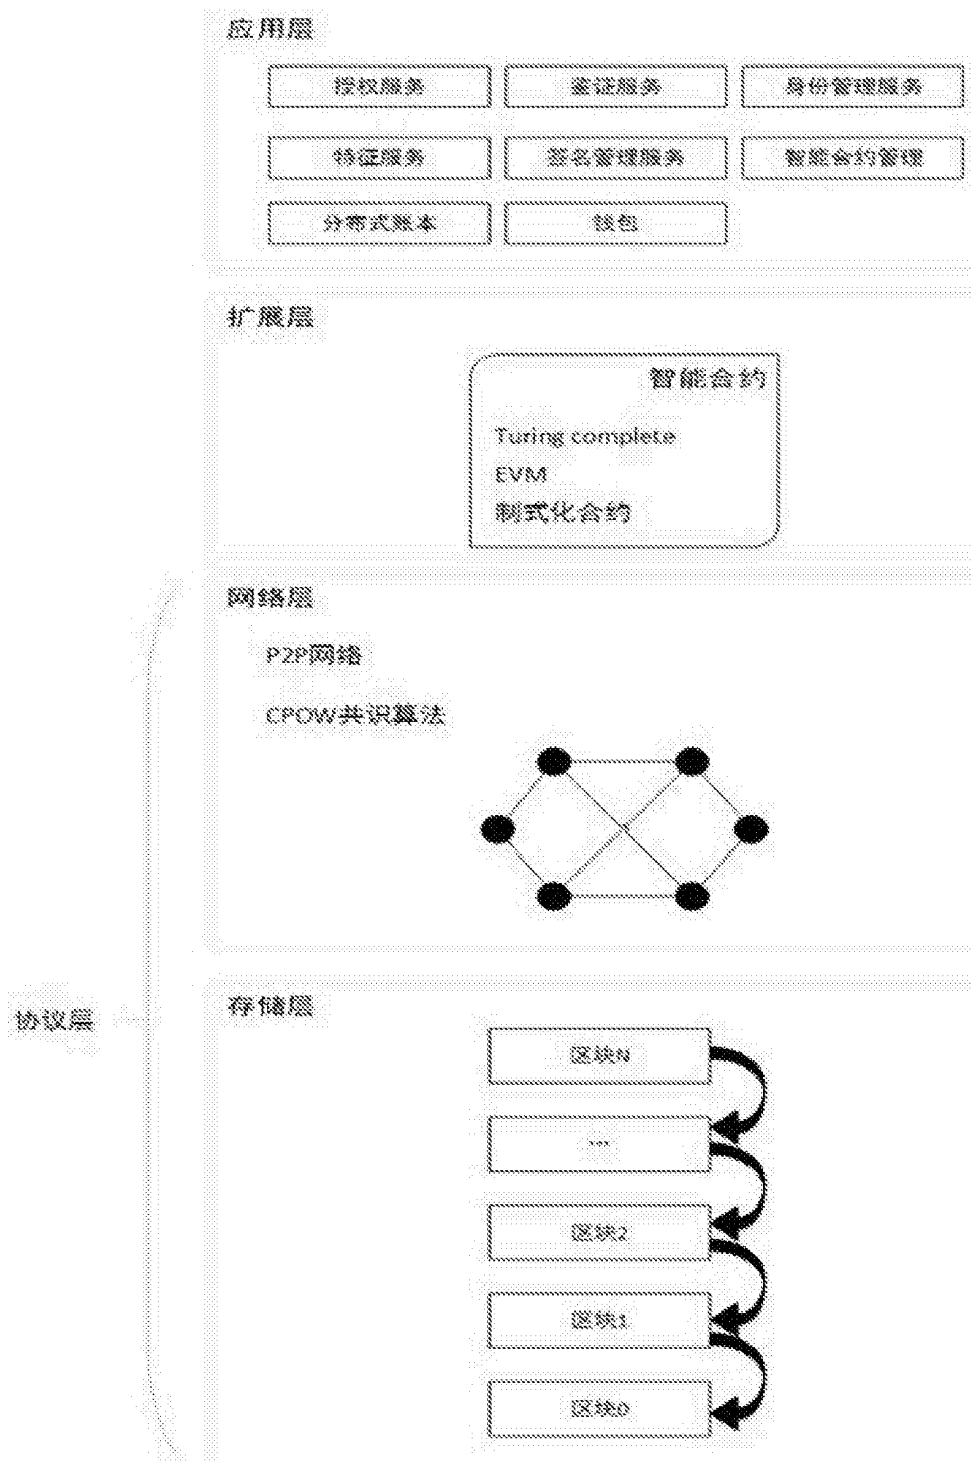 应用层
授权服务
鉴证服务
身份管理服务
特征服务
签名管理服务
智能合约管理
分布式账本
钱包
扩展层
智能合约
Turing complete
EVM
制式化合约
网络层
P2P网络
CPOW共识算法
协议层
存储层
区块N
...
区块2
区块1
区块0